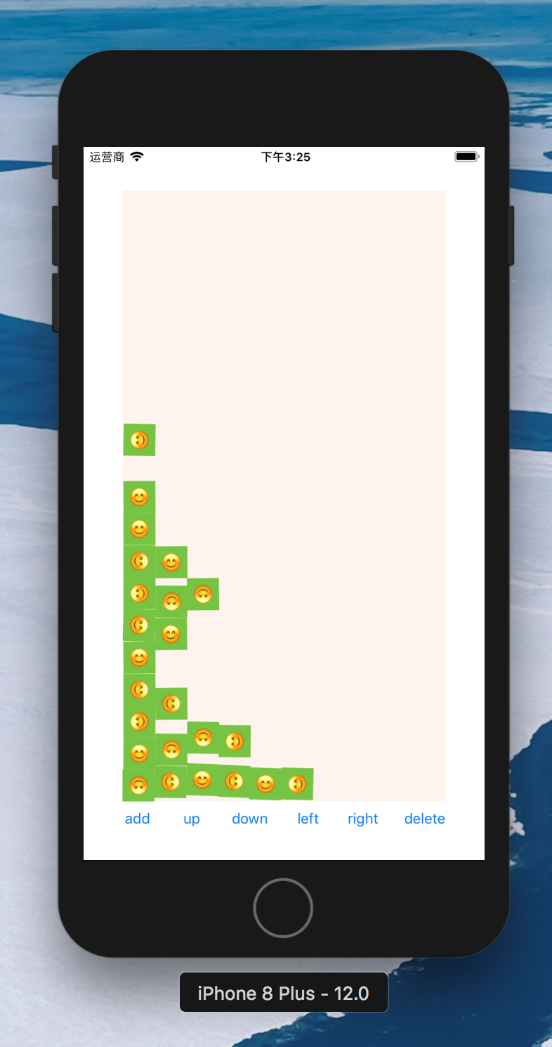 运营商 下午3:25
add up down left right delete
iPhone 8 Plus - 12.0